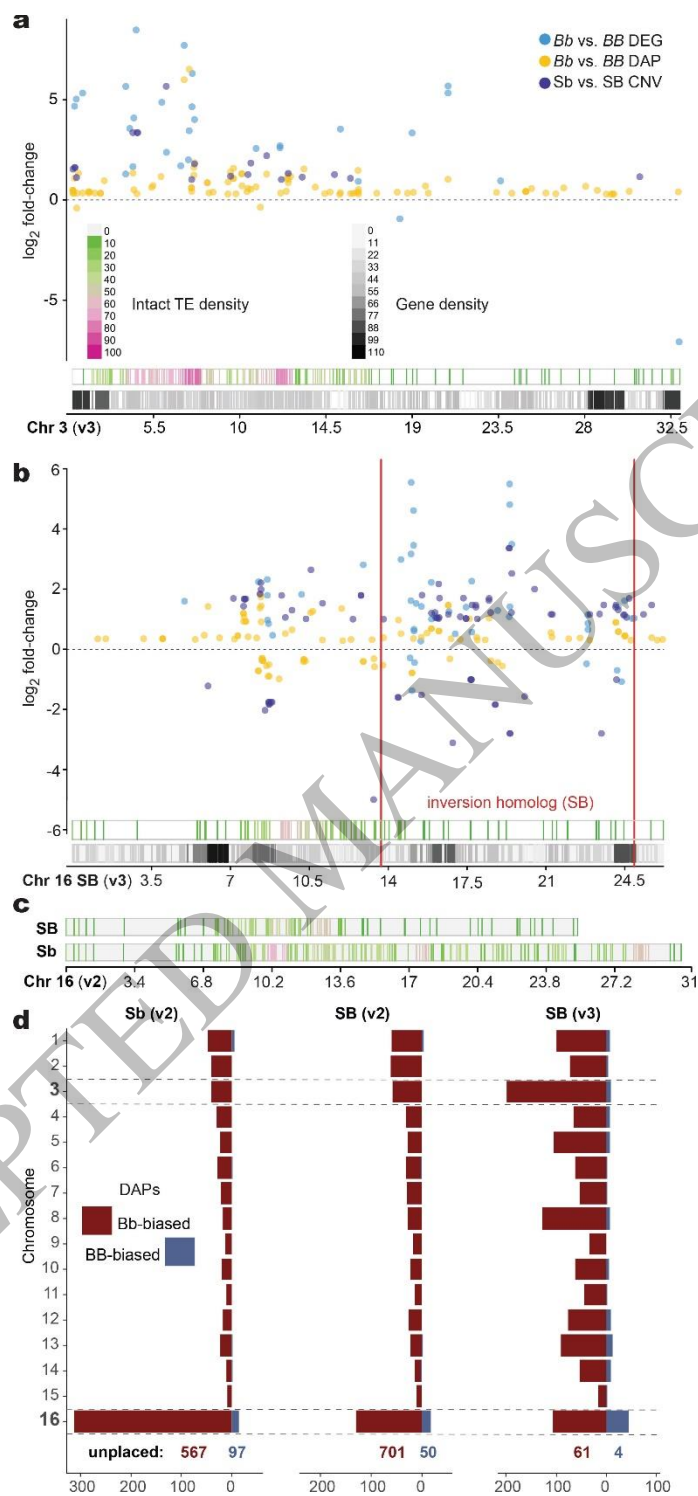 a
Bb vs. BB DEG
Bb vs. BB DAP
Sb vs. SB CNV
5
0
-5
log2 fold-change
0
10
20
30
40
50
60
70
80
90
100
Intact TE density
0
11
22
33
44
55
66
77
88
99
110
Gene density
Chr 3 (v3) 5.5 10 14.5 19 23.5 28 32.5
b
6
4
2
0
-2
-4
-6
log2 fold-change
inversion homolog (SB)
Chr 16 SB (v3) 3.5 7 10.5 14 17.5 21 24.5
c
SB
Sb
Chr 16 (v2) 3.4 6.8 10.2 13.6 17 20.4 23.8 27.2 31
d
Sb (v2) SB (v2) SB (v3)
Chromosome
1
2
3
4
5
6
7
8
9
10
11
12
13
14
15
16
DAPs
Bb-biased
BB-biased
unplaced: 567 97 701 50 61 4
300 200 100 0 200 100 0 200 100 0 100
EPTED MANUSC